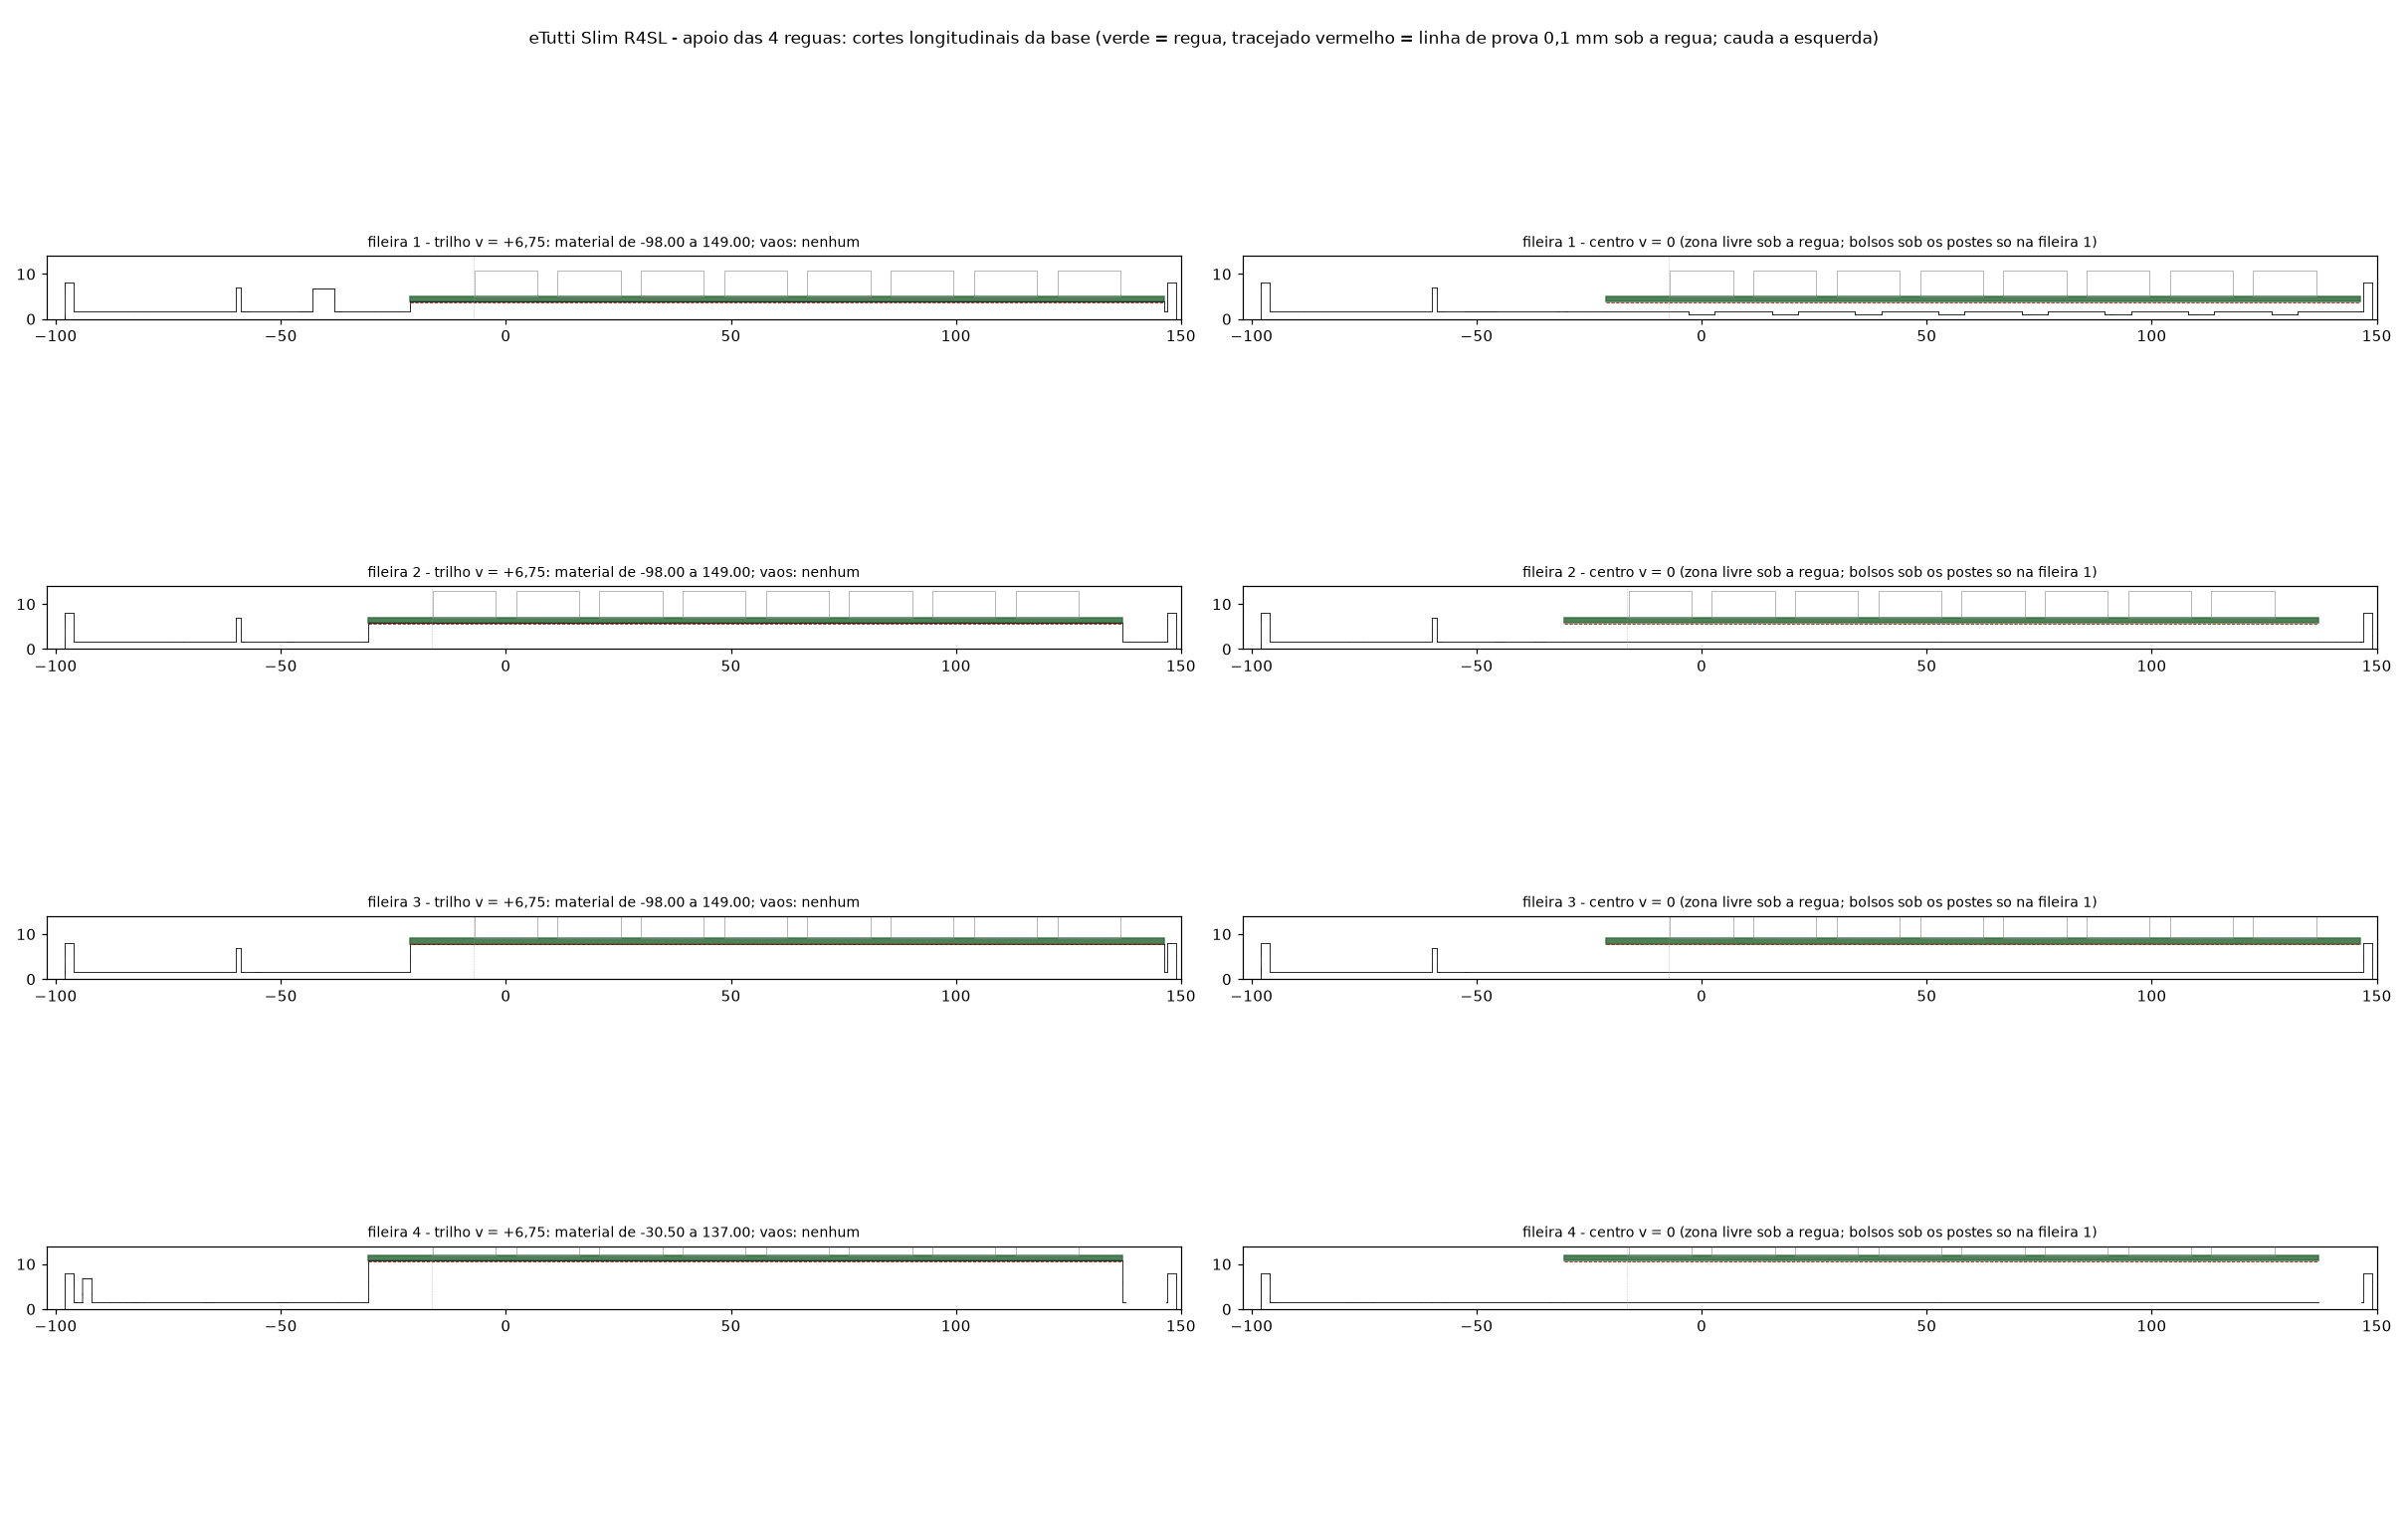 eTutti Slim R4SL - apoio das 4 reguas: cortes longitudinais da base (verde = regua, tracejado vermelho = linha de prova 0,1 mm sob a regua; cauda a esquerda)
fileira 1 - trilho v = +6,75: material de -98.00 a 149.00; vaos: nenhum
10
0
−100 −50 0 50 100 150
fileira 1 - centro v = 0 (zona livre sob a regua; bolsos sob os postes so na fileira 1)
10
0
−100 −50 0 50 100 150
fileira 2 - trilho v = +6,75: material de -98.00 a 149.00; vaos: nenhum
10
0
−100 −50 0 50 100 150
fileira 2 - centro v = 0 (zona livre sob a regua; bolsos sob os postes so na fileira 1)
10
0
−100 −50 0 50 100 150
fileira 3 - trilho v = +6,75: material de -98.00 a 149.00; vaos: nenhum
10
0
−100 −50 0 50 100 150
fileira 3 - centro v = 0 (zona livre sob a regua; bolsos sob os postes so na fileira 1)
10
0
−100 −50 0 50 100 150
fileira 4 - trilho v = +6,75: material de -30.50 a 137.00; vaos: nenhum
10
0
−100 −50 0 50 100 150
fileira 4 - centro v = 0 (zona livre sob a regua; bolsos sob os postes so na fileira 1)
10
0
−100 −50 0 50 100 150